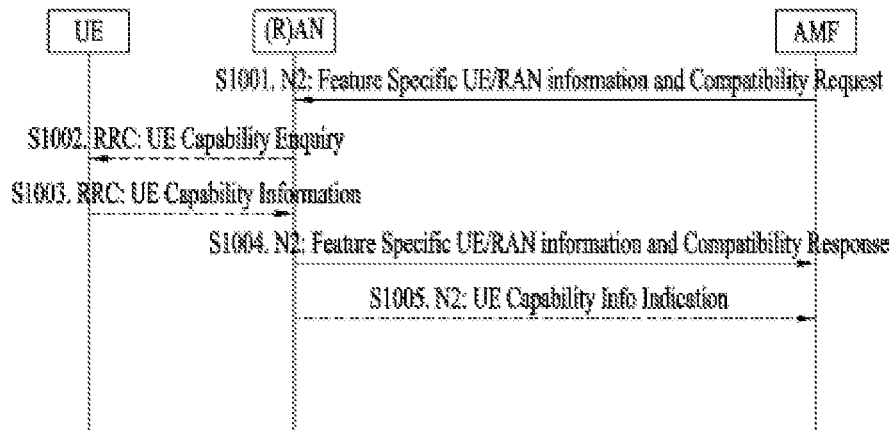 UE
(R)AN
AMF
S1001. N2: Feature Specific UE/RAN information and Compatibility Request
S1002. RRC: UE Capability Enquiry
S1003. RRC: UE Capability Information
S1004. N2: Feature Specific UE/RAN information and Compatibility Response
S1005. N2: UE Capability Info Indication